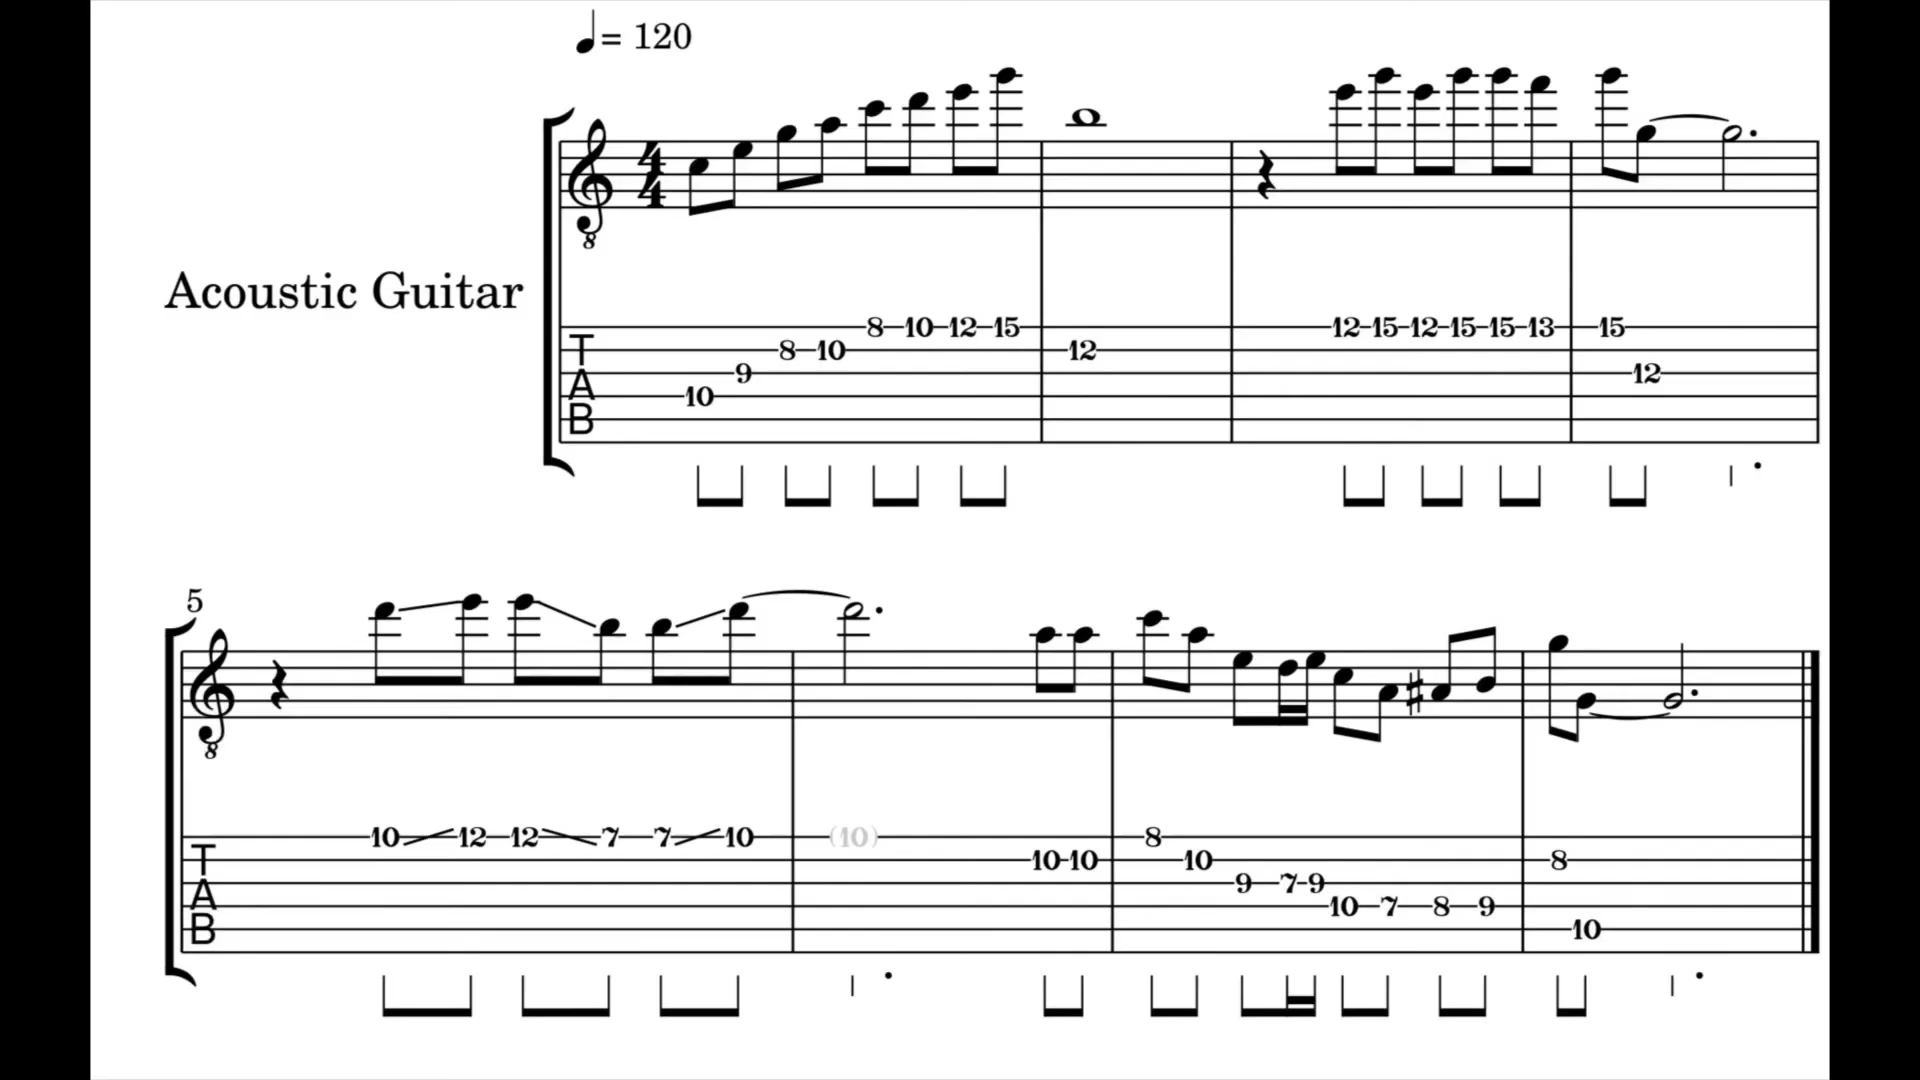 = 120
4
4
8
Acoustic Guitar
8 10 12 15 12 15 12 15 15 13 15
T 8 10 12
9 12
A 10
B
5
8
10 12 12 7 7 10 (10) 8
T 10 10 10 8
9 7 9
A 10 7 8 9
B 10